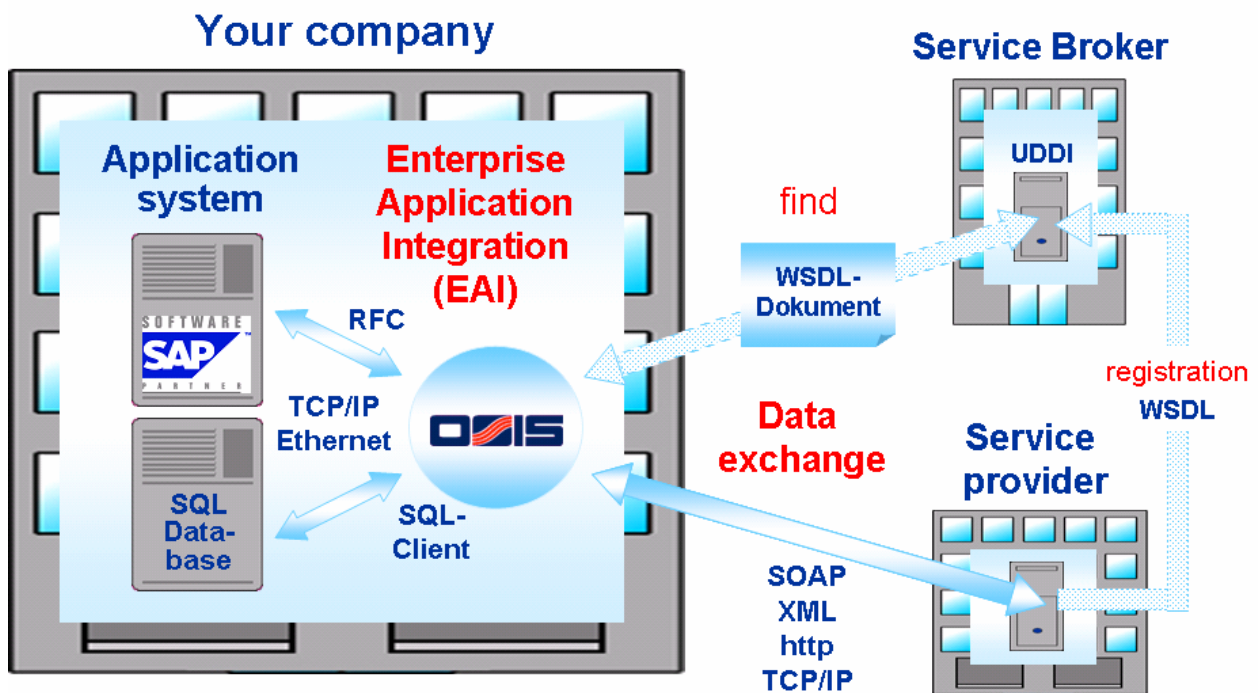 Your company
Application
system
Enterprise
Application
Integration
(EAI)
SOFTWARE
SAP
PARTNER
RFC
TCP/IP
Ethernet
OSIS
SQL
Data-
base
SQL-
Client
find
WSDL-
Dokument
Data
exchange
SOAP
XML
http
TCP/IP
Service Broker
UDDI
registration
WSDL
Service
provider